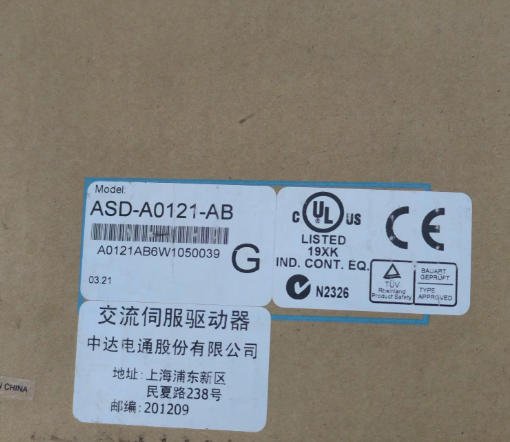 Model:
ASD-A0121-AB
A0121AB6W1050039
G
03.21
C UL US
LISTED
19XK
IND. CONT. EQ.
N2326
CE
TÜV
Rheinland
Product Safety
BAUART
GEPRÜFT
TYPE
APPROVED
交流伺服驱动器
中达电通股份有限公司
地址:上海浦东新区
民夏路238号
邮编:201209
CHINA